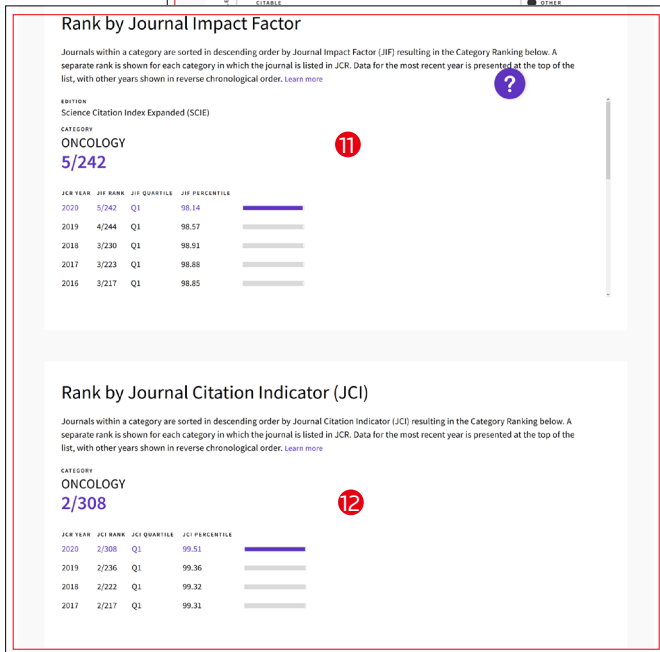 CITABLE
OTHER
Rank by Journal Impact Factor
Journals within a category are sorted in descending order by Journal Impact Factor (JIF) resulting in the Category Ranking below. A
separate rank is shown for each category in which the journal is listed in JCR. Data for the most recent year is presented at the top of the
list, with other years shown in reverse chronological order. Learn more
?
EDITION
Science Citation Index Expanded (SCIE)
CATEGORY
ONCOLOGY
5/242
11
JCR YEAR JIF RANK JIF QUARTILE JIF PERCENTILE
2020 5/242 Q1 98.14
2019 4/244 Q1 98.57
2018 3/230 Q1 98.91
2017 3/223 Q1 98.88
2016 3/217 Q1 98.85
Rank by Journal Citation Indicator (JCI)
Journals within a category are sorted in descending order by Journal Citation Indicator (JCI) resulting in the Category Ranking below. A
separate rank is shown for each category in which the journal is listed in JCR. Data for the most recent year is presented at the top of the
list, with other years shown in reverse chronological order. Learn more
CATEGORY
ONCOLOGY
2/308
12
JCR YEAR JCI RANK JCI QUARTILE JCI PERCENTILE
2020 2/308 Q1 99.51
2019 2/236 Q1 99.36
2018 2/222 Q1 99.32
2017 2/217 Q1 99.31